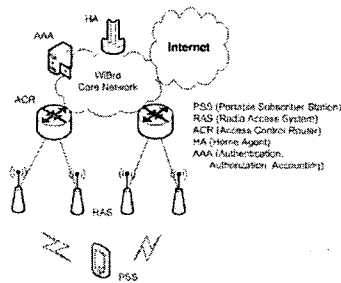 HA
AAA
Internet
WiBro
Core Network
ACR
PSS (Portable Subscriber Station)
RAS (Radio Access System)
ACR (Access Control Router)
HA (Home Agent)
AAA (Authentication,
Authorization, Accounting)
RAS
PSS